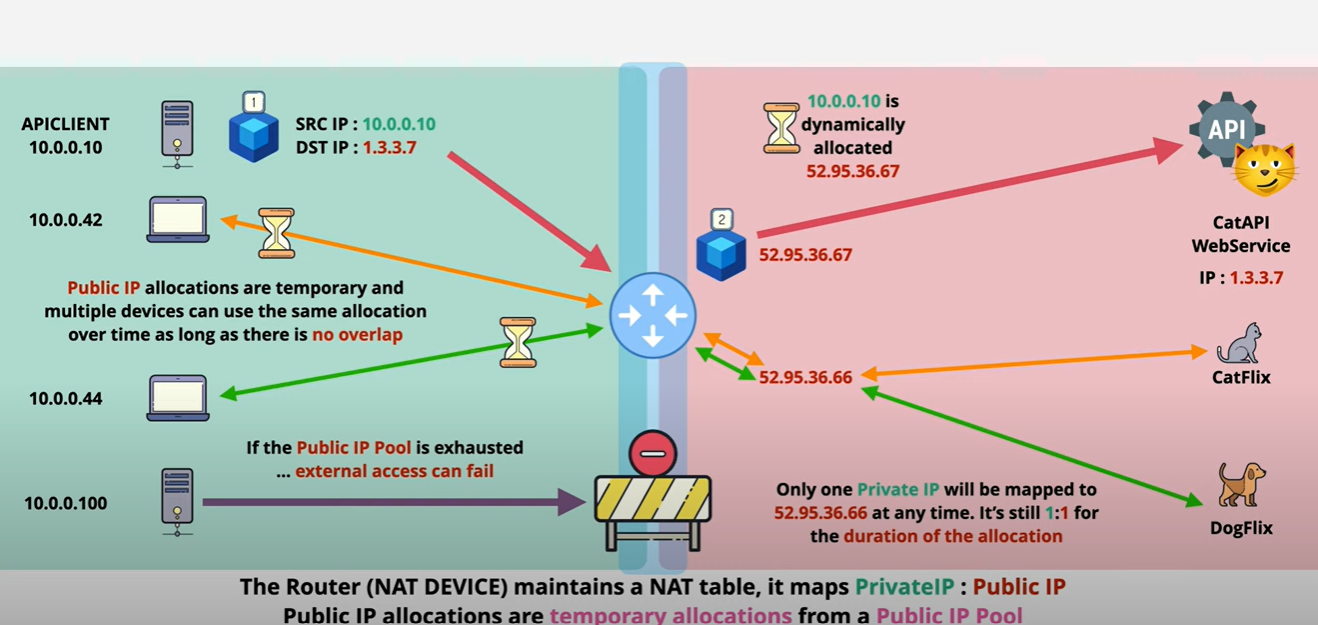 APICLIENT
10.0.0.10
1
SRC IP : 10.0.0.10
DST IP : 1.3.3.7
10.0.0.10 is
dynamically
allocated
52.95.36.67
API
10.0.0.42
2
52.95.36.67
CatAPI
WebService
IP : 1.3.3.7
Public IP allocations are temporary and
multiple devices can use the same allocation
over time as long as there is no overlap
52.95.36.66
CatFlix
10.0.0.44
If the Public IP Pool is exhausted
... external access can fail
10.0.0.100
Only one Private IP will be mapped to
52.95.36.66 at any time. It's still 1:1 for
the duration of the allocation
DogFlix
The Router (NAT DEVICE) maintains a NAT table, it maps PrivateIP : Public IP
Public IP allocations are temporary allocations from a Public IP Pool